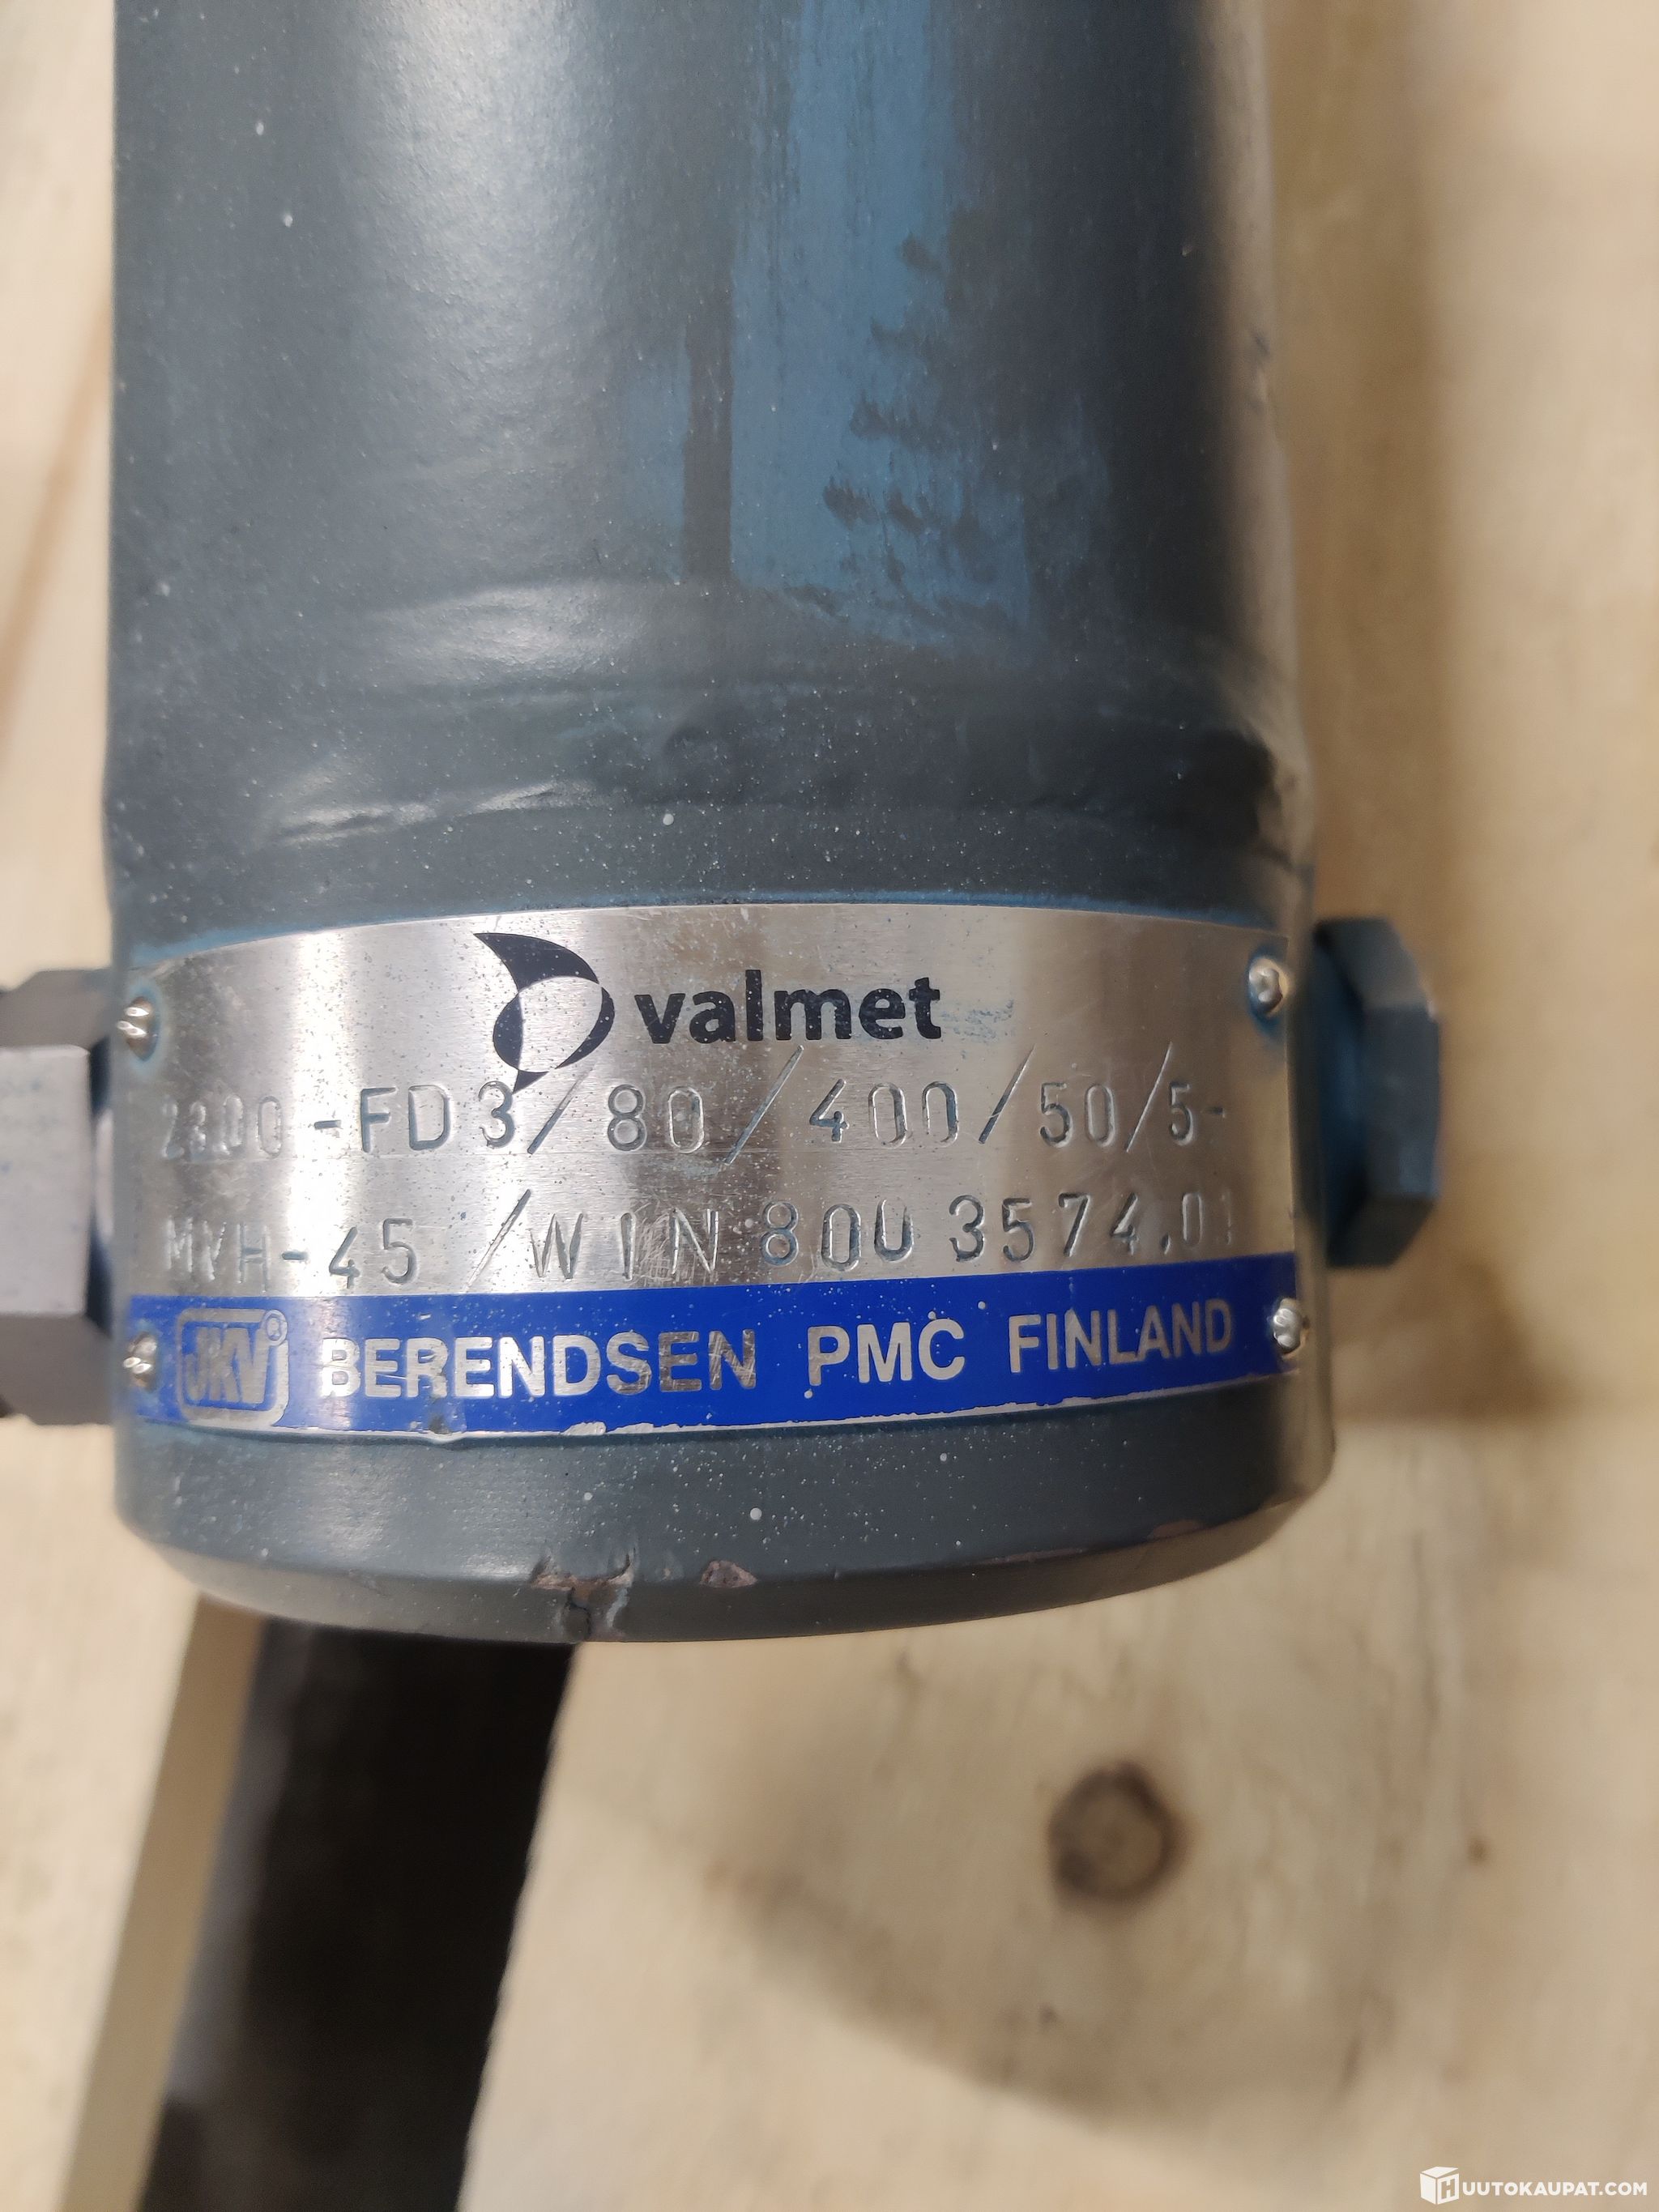 valmet
2300-FD3/80/400/50/5-
MVH-45/WIN 800 3574.01
JKV® BERENDSEN PMC FINLAND
HUUTOKAUPAT.COM